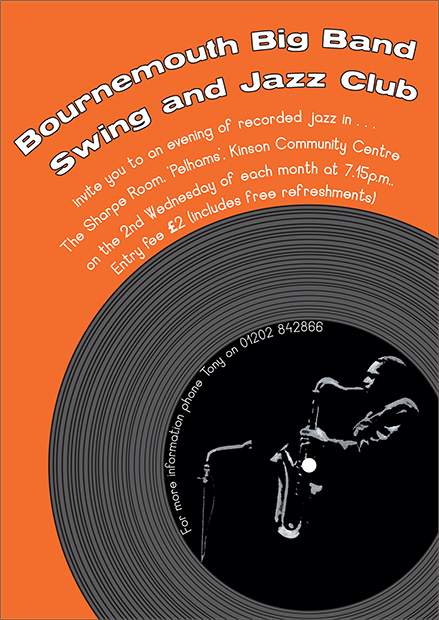 Bournemouth Big Band
Swing and Jazz Club
invite you to an evening of recorded jazz in . . .
The Sharpe Room, 'Pelhams', Kinson Community Centre
on the 2nd Wednesday of each month at 7.15p.m..
Entry fee £2 (includes free refreshments)
For more information phone Tony on 01202 842866